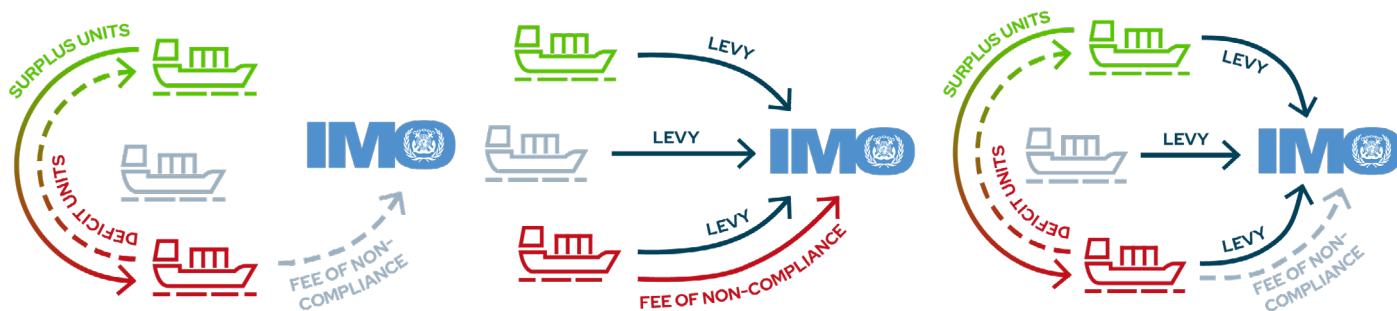 SURPLUS UNITS
DEFICIT UNITS
IMO
FEE OF NON-
COMPLIANCE
LEVY
LEVY
IMO
LEVY
FEE OF NON-COMPLIANCE
SURPLUS UNITS
DEFICIT UNITS
LEVY
LEVY
IMO
LEVY
FEE OF NON-
COMPLIANCE